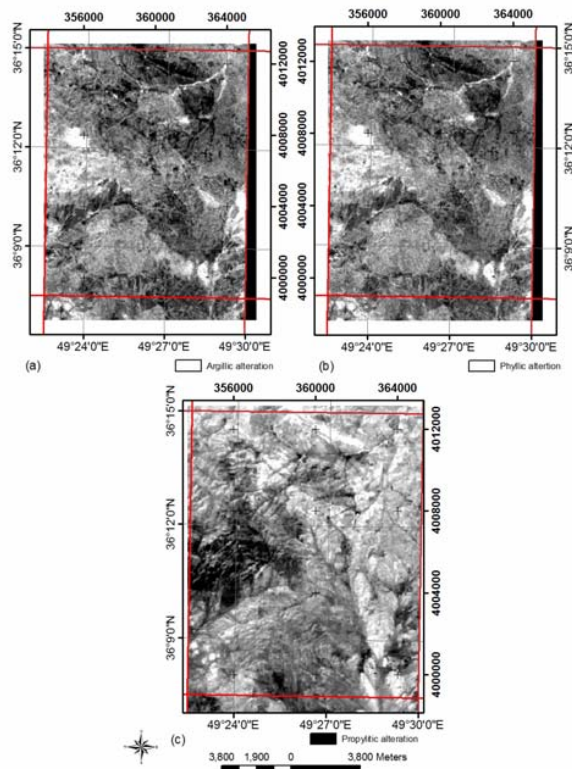 356000 360000 364000
356000 360000 364000
36°15'0"N
36°12'0"N
36°9'0"N
4012000
4008000
4004000
4000000
36°15'0"N
36°12'0"N
36°9'0"N
4012000
4008000
4004000
4000000
49°24'0"E 49°27'0"E 49°30'0"E
49°24'0"E 49°27'0"E 49°30'0"E
(a) Argillic alteration
(b) Phyllic altertion
356000 360000 364000
36°15'0"N
36°12'0"N
36°9'0"N
4012000
4008000
4004000
4000000
49°24'0"E 49°27'0"E 49°30'0"E
(c) Propylitic alteration
3,800 1,900 0 3,800 Meters